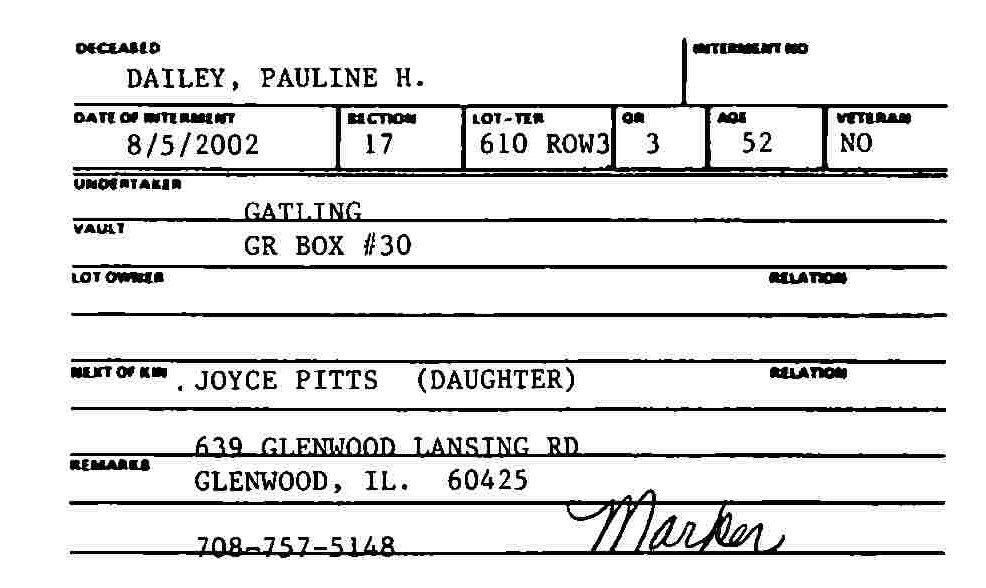 DECEASED INTERMENT NO
DAILEY, PAULINE H.
DATE OF INTERMENT SECTION LOT-TER GR AGE VETERAN
8/5/2002 17 610 ROW3 3 52 NO
UNDERTAKER
GATLING
VAULT
GR BOX #30
LOT OWNER RELATION
NEXT OF KIN . JOYCE PITTS (DAUGHTER) RELATION
639 GLENWOOD LANSING RD
REMARKS
GLENWOOD, IL. 60425
Marker
708-757-5148